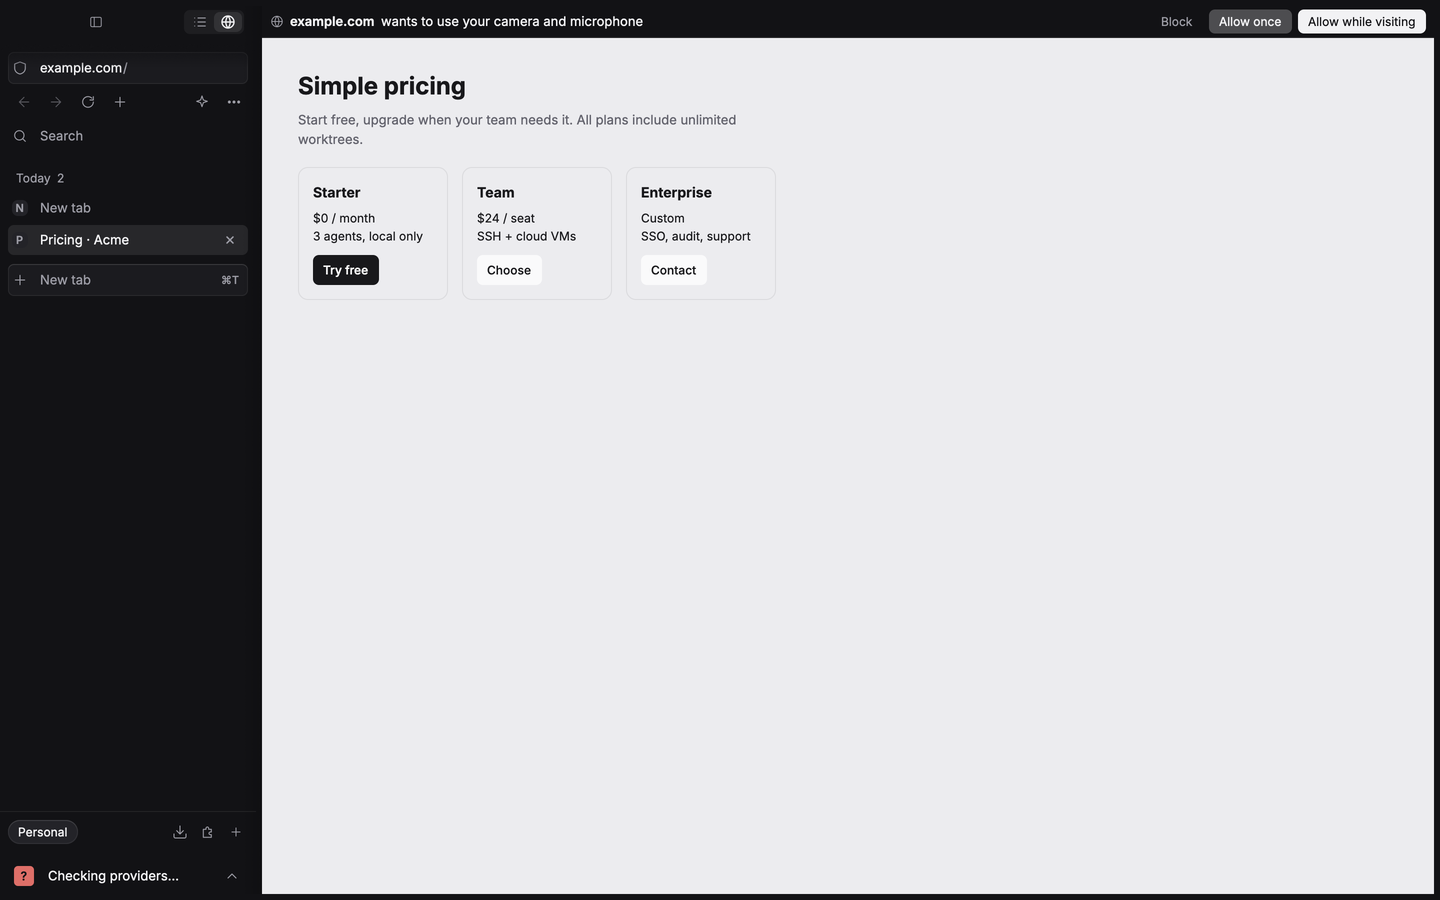 example.com/
Search
Today 2
N New tab
P Pricing · Acme
New tab ⌘T
Personal
? Checking providers...
example.com wants to use your camera and microphone
Block
Allow once
Allow while visiting
Simple pricing
Start free, upgrade when your team needs it. All plans include unlimited
worktrees.
Starter
$0 / month
3 agents, local only
Try free
Team
$24 / seat
SSH + cloud VMs
Choose
Enterprise
Custom
SSO, audit, support
Contact